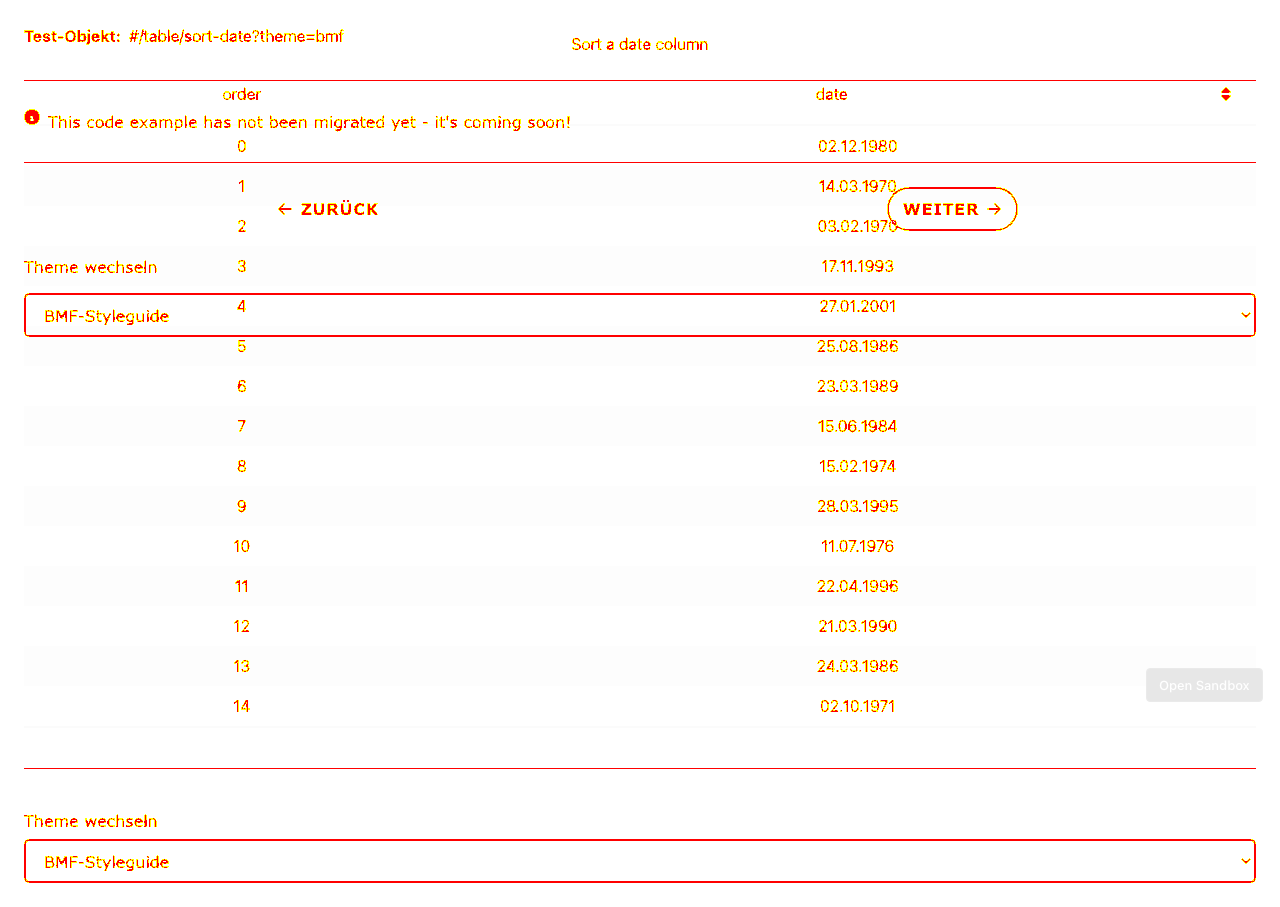 Test-Objekt: #/table/sort-date?theme=bmf
Sort a date column
order date
This code example has not been migrated yet - it's coming soon!
0 02.12.1980
1 14.03.1970
← ZURÜCK WEITER →
2 03.02.1970
Theme wechseln
3 17.11.1993
4 27.01.2001
BMF-Styleguide
5 25.08.1986
6 23.03.1989
7 15.06.1984
8 15.02.1974
9 28.03.1995
10 11.07.1976
11 22.04.1996
12 21.03.1990
13 24.03.1986
Open Sandbox
14 02.10.1971
Theme wechseln
BMF-Styleguide